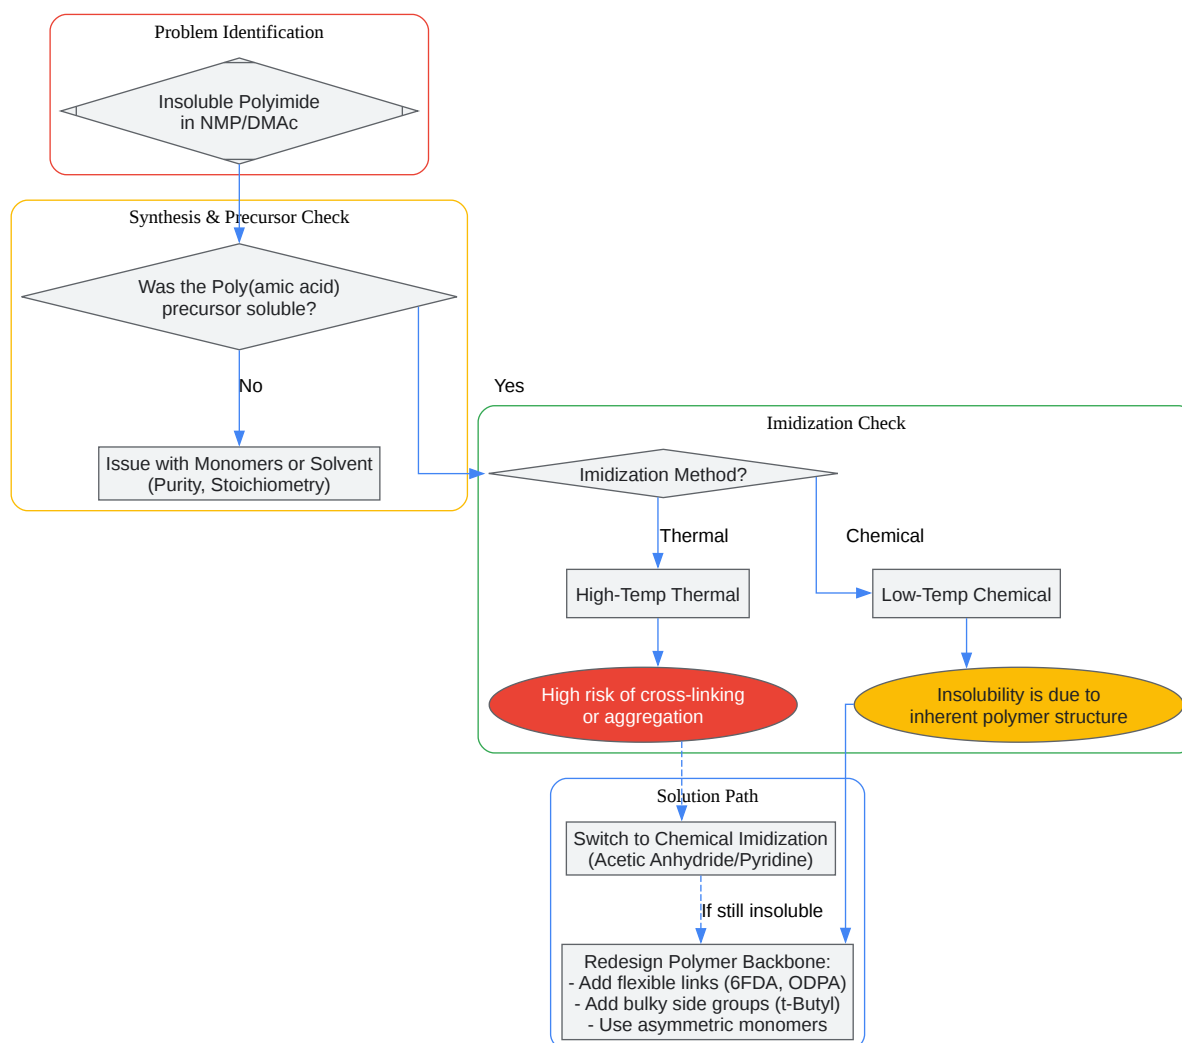 Problem Identification
Insoluble Polyimide
in NMP/DMAc
Synthesis & Precursor Check
Was the Poly(amic acid)
precursor soluble?
No
Yes
Issue with Monomers or Solvent
(Purity, Stoichiometry)
Imidization Check
Imidization Method?
Thermal
Chemical
High-Temp Thermal
Low-Temp Chemical
High risk of cross-linking
or aggregation
Insolubility is due to
inherent polymer structure
Solution Path
Switch to Chemical Imidization
(Acetic Anhydride/Pyridine)
If still insoluble
Redesign Polymer Backbone:
- Add flexible links (6FDA, ODPA)
- Add bulky side groups (t-Butyl)
- Use asymmetric monomers